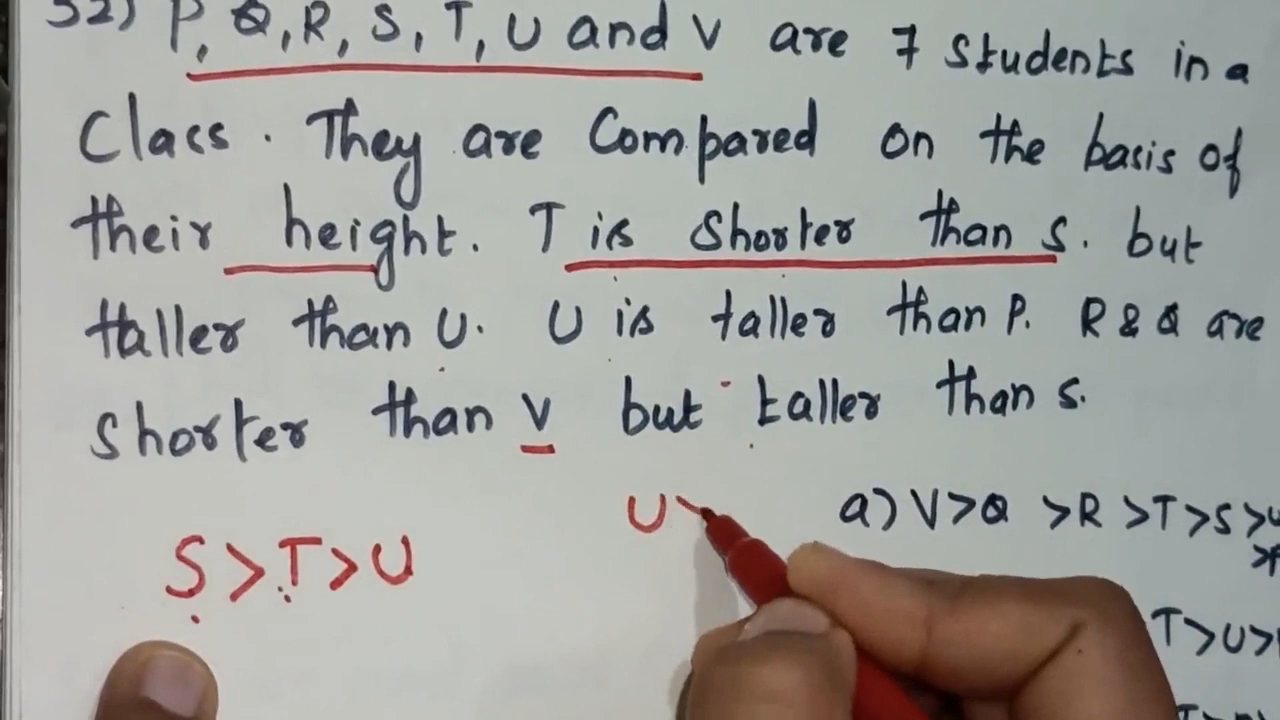 32) P, Q, R, S, T, U and V are 7 students in a
Class. They are Compared on the basis of
their height. T is shorter than S. but
taller than U. U is taller than P. R & Q are
shorter than V but taller than S.
S > T > U
U >
a) V > Q > R > T > S >
T > U >